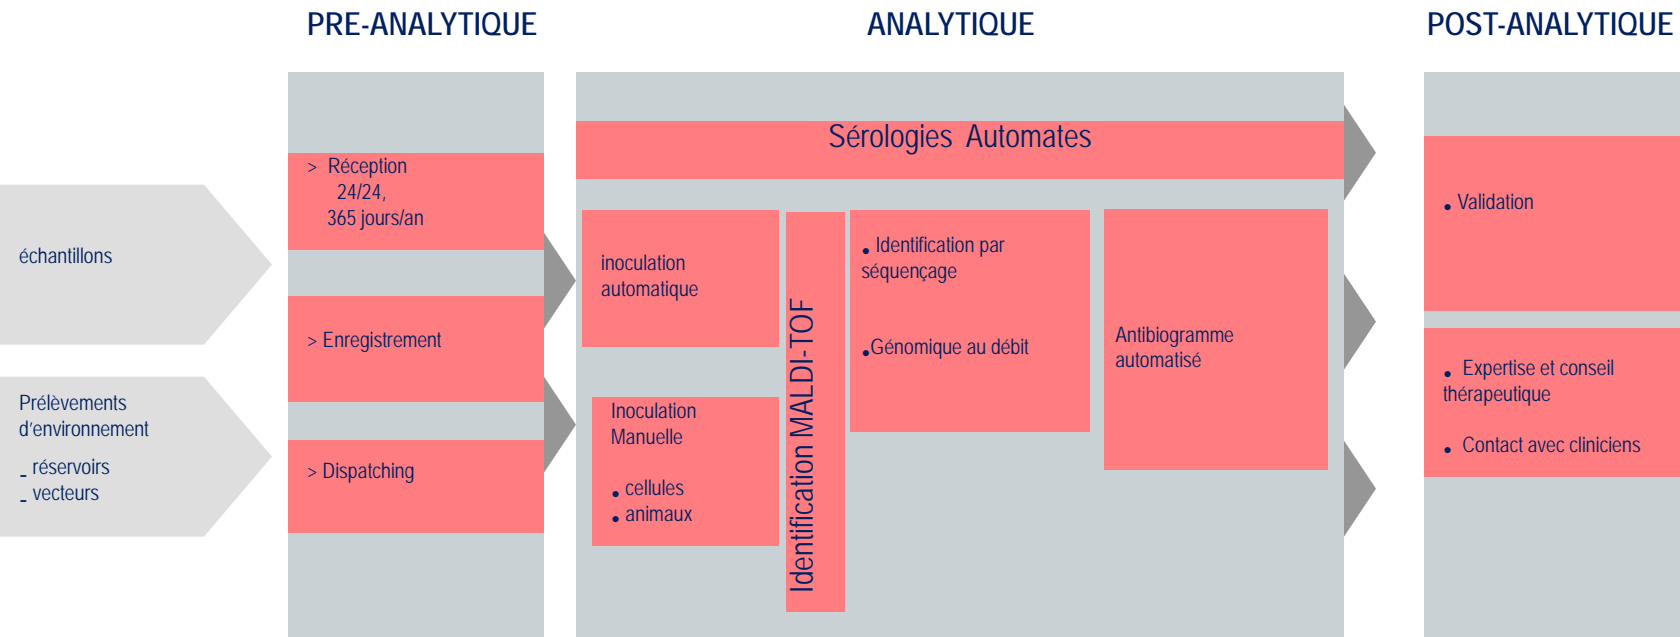 PRE-ANALYTIQUE
ANALYTIQUE
POST-ANALYTIQUE
échantillons
Prélèvements
d'environnement
- réservoirs
- vecteurs
> Réception
24/24,
365 jours/an
> Enregistrement
> Dispatching
Sérologies Automates
inoculation
automatique
Inoculation
Manuelle
• cellules
• animaux
Identification MALDI-TOF
• Identification par
séquençage
•Génomique au débit
Antibiogramme
automatisé
• Validation
• Expertise et conseil
thérapeutique
• Contact avec cliniciens